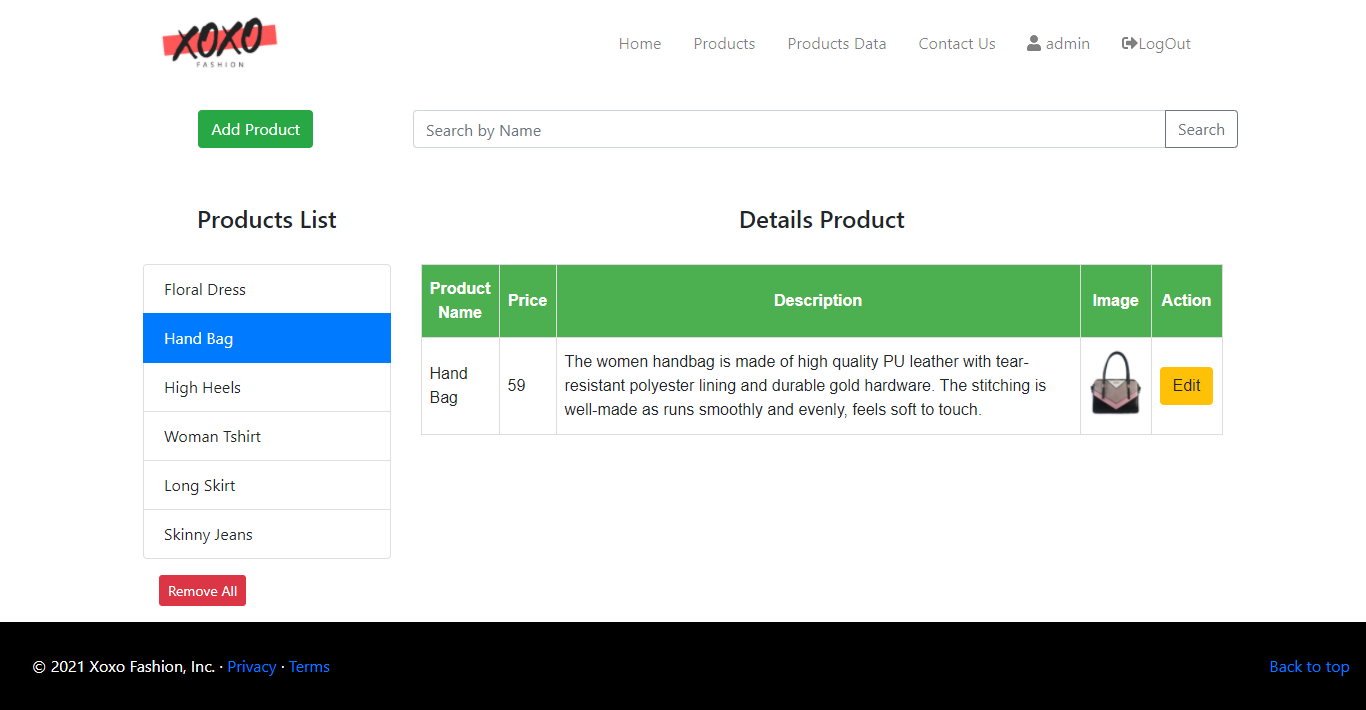 XOXO
FASHION
Home Products Products Data Contact Us admin LogOut
Add Product
Search by Name Search
Products List
Floral Dress
Hand Bag
High Heels
Woman Tshirt
Long Skirt
Skinny Jeans
Remove All
Details Product
Product
Name
Price
Description
Image
Action
Hand
Bag
59
The women handbag is made of high quality PU leather with tear-
resistant polyester lining and durable gold hardware. The stitching is
well-made as runs smoothly and evenly, feels soft to touch.
Edit
© 2021 Xoxo Fashion, Inc. · Privacy · Terms
Back to top